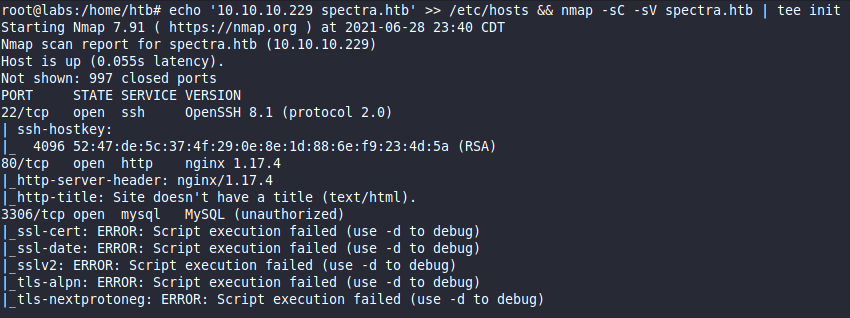 root@labs:/home/htb# echo '10.10.10.229 spectra.htb' >> /etc/hosts && nmap -sC -sV spectra.htb | tee init
Starting Nmap 7.91 ( https://nmap.org ) at 2021-06-28 23:40 CDT
Nmap scan report for spectra.htb (10.10.10.229)
Host is up (0.055s latency).
Not shown: 997 closed ports
PORT     STATE SERVICE VERSION
22/tcp   open  ssh     OpenSSH 8.1 (protocol 2.0)
| ssh-hostkey:
|_  4096 52:47:de:5c:37:4f:29:0e:8e:1d:88:6e:f9:23:4d:5a (RSA)
80/tcp   open  http    nginx 1.17.4
|_http-server-header: nginx/1.17.4
|_http-title: Site doesn't have a title (text/html).
3306/tcp open  mysql   MySQL (unauthorized)
|_ssl-cert: ERROR: Script execution failed (use -d to debug)
|_ssl-date: ERROR: Script execution failed (use -d to debug)
|_sslv2: ERROR: Script execution failed (use -d to debug)
|_tls-alpn: ERROR: Script execution failed (use -d to debug)
|_tls-nextprotoneg: ERROR: Script execution failed (use -d to debug)